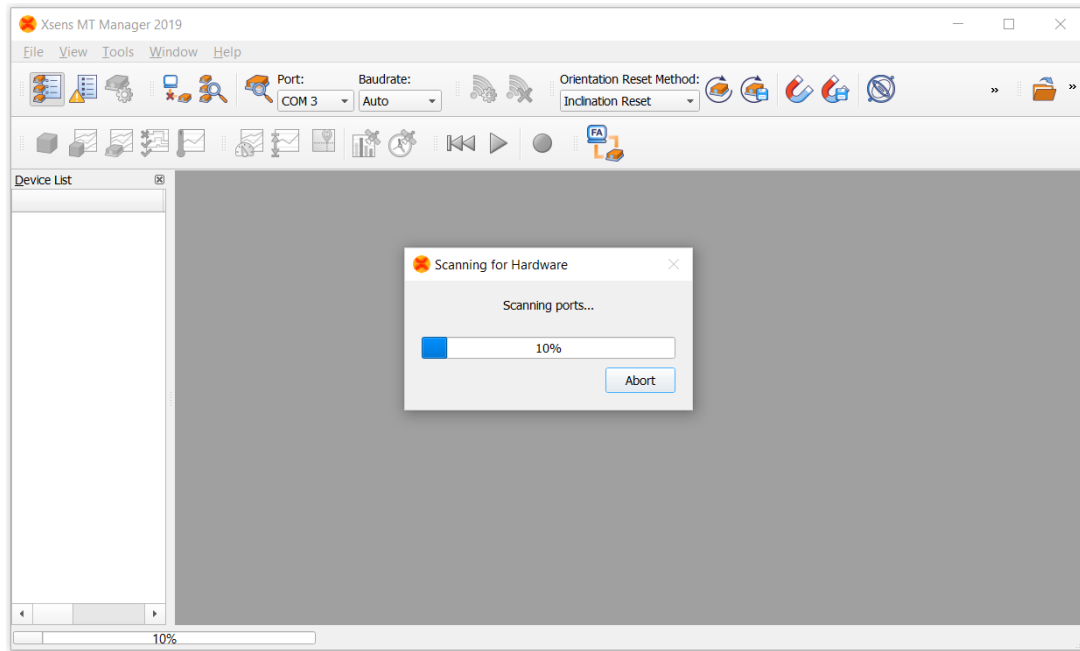 Xsens MT Manager 2019
File View Tools Window Help
Port: Baudrate: Orientation Reset Method:
COM 3 Auto Inclination Reset
»
»
FA
Device List
Scanning for Hardware
Scanning ports...
10%
Abort
10%